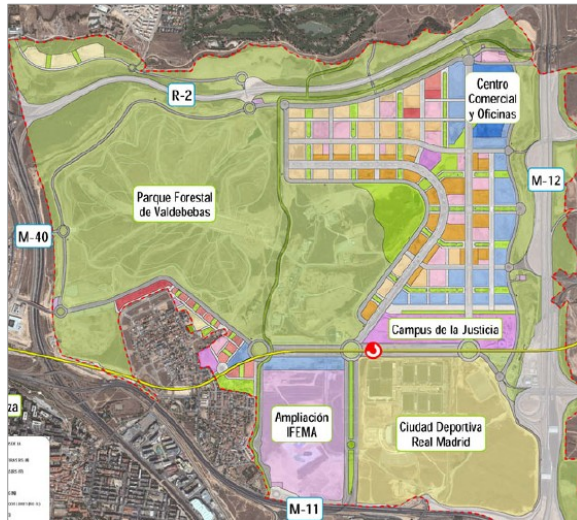 R-2
Centro
Comercial
y Oficinas
M-12
Parque Forestal
de Valdebebas
M-40
Campus de la Justicia
Ampliación
IFEMA
Ciudad Deportiva
Real Madrid
za
M-11